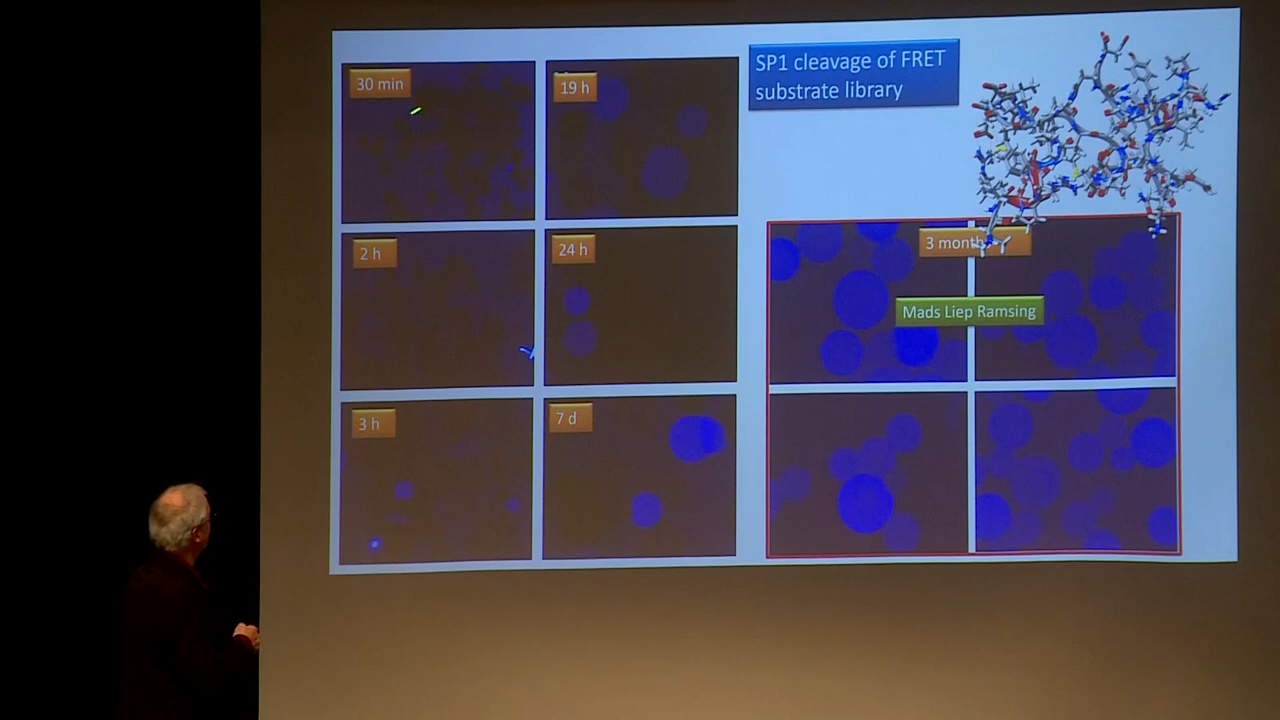 30 min
19 h
SP1 cleavage of FRET
substrate library
2 h
24 h
3 month
Mads Liep Ramsing
3 h
7 d